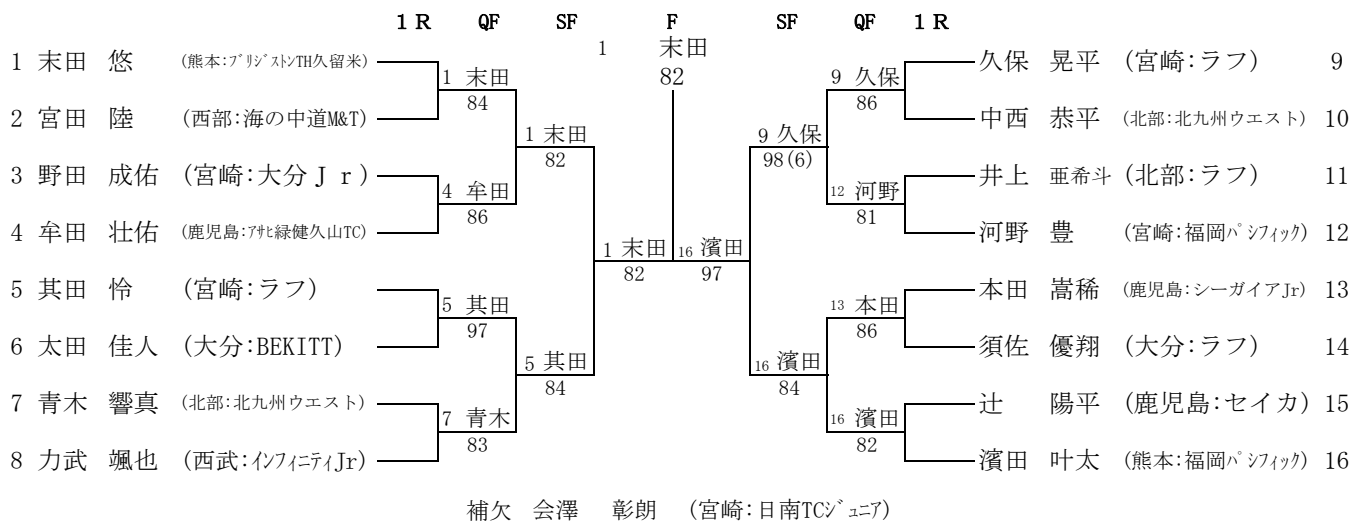 1 R QF SF F SF QF 1 R
1 末田
82
1 末田 悠 (熊本:ブリジストンTH久留米)
1 末田
84
2 宮田 陸 (西部:海の中道M&T)
1 末田
82
3 野田 成佑 (宮崎:大分Jr)
4 牟田
86
4 牟田 壮佑 (鹿児島:アサヒ緑健久山TC)
1 末田
82
5 其田 怜 (宮崎:ラフ)
5 其田
97
6 太田 佳人 (大分:BEKITT)
5 其田
84
7 青木 響真 (北部:北九州ウエスト)
7 青木
83
8 力武 颯也 (西武:インフィニティJr)
久保 晃平 (宮崎:ラフ) 9
9 久保
86
中西 恭平 (北部:北九州ウエスト) 10
9 久保
98(6)
井上 亜希斗 (北部:ラフ) 11
12 河野
81
河野 豊 (宮崎:福岡パシフィック) 12
16 濱田
97
本田 嵩稀 (鹿児島:シーガイアJr) 13
13 本田
86
須佐 優翔 (大分:ラフ) 14
16 濱田
84
辻 陽平 (鹿児島:セイカ) 15
16 濱田
82
濱田 叶太 (熊本:福岡パシフィック) 16
補欠 会澤 彰朗 (宮崎:日南TCジュニア)